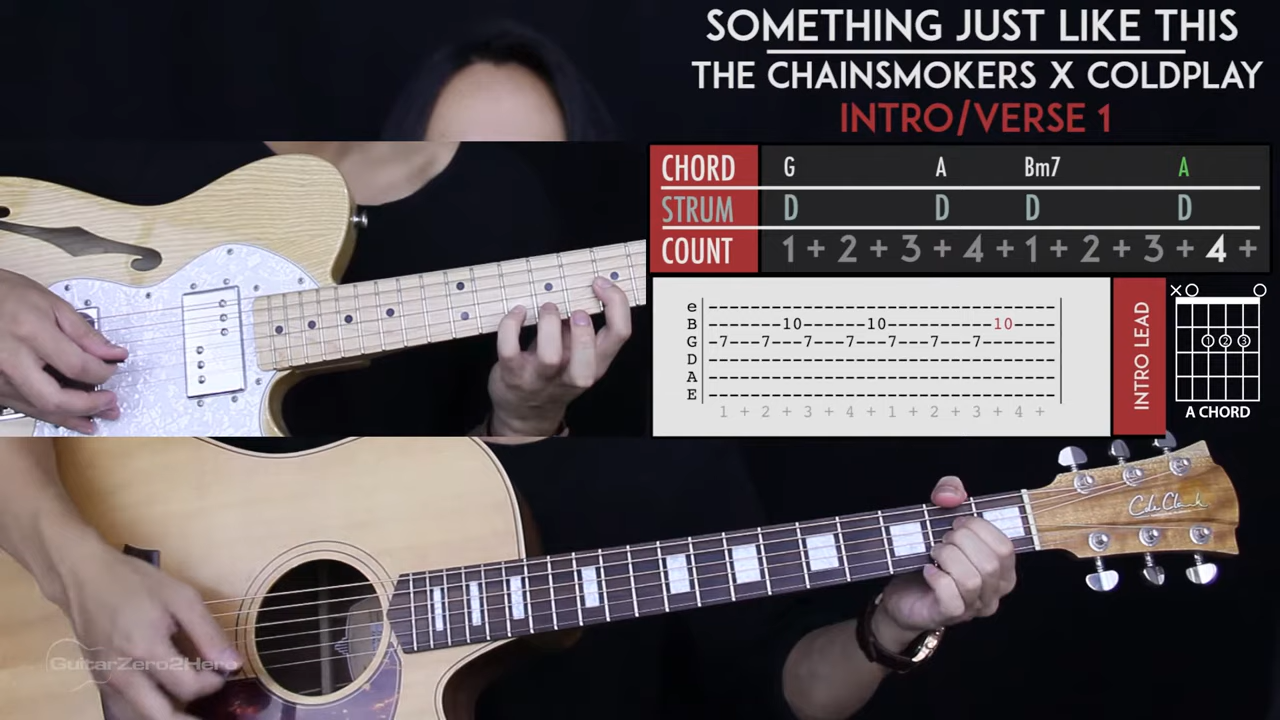 SOMETHING JUST LIKE THIS
THE CHAINSMOKERS X COLDPLAY
INTRO/VERSE 1
CHORD G A Bm7 A
STRUM D D D D
COUNT 1 + 2 + 3 + 4 + 1 + 2 + 3 + 4 +
e|--------------------------------|
B|-------10------10-----------10----|
G|-7---7---7---7---7---7---7--------|
D|--------------------------------|
A|--------------------------------|
E|--------------------------------|
1 + 2 + 3 + 4 + 1 + 2 + 3 + 4 +
INTRO LEAD
X O O
1 2 3
A CHORD
Cole Clark
GuitarZero2Hero